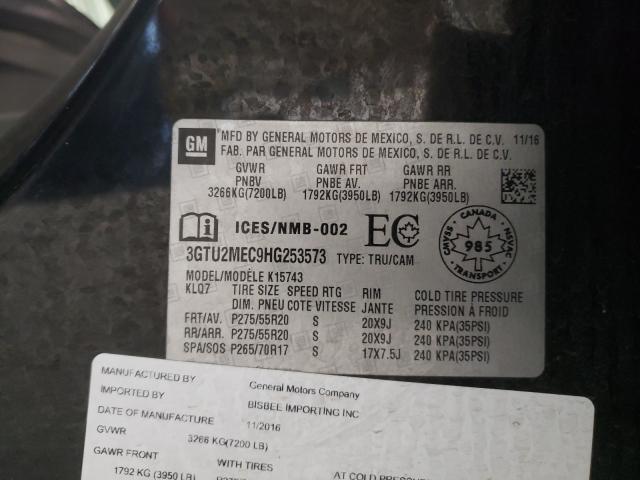 GM MFD BY GENERAL MOTORS DE MEXICO, S. DE R.L. DE C.V. 11/16
FAB. PAR GENERAL MOTORS DE MEXICO, S. DE R.L. DE C.V.
GVWR GAWR FRT GAWR RR
PNBV PNBE AV. PNBE ARR.
3266KG(7200LB) 1792KG(3950LB) 1792KG(3950LB)
ICES/NMB-002 EC
CANADA CMVSS NSVAC 985 TRANSPORT
3GTU2MEC9HG253573 TYPE: TRU/CAM
MODEL/MODÈLE K15743
KLQ7 TIRE SIZE SPEED RTG RIM COLD TIRE PRESSURE
DIM. PNEU COTE VITESSE JANTE PRESSION À FROID
FRT/AV. P275/55R20 S 20X9J 240 KPA(35PSI)
RR/ARR. P275/55R20 S 20X9J 240 KPA(35PSI)
SPA/SOS P265/70R17 S 17X7.5J 240 KPA(35PSI)
MANUFACTURED BY General Motors Company
IMPORTED BY BISBEE IMPORTING INC
DATE OF MANUFACTURE 11/2016
GVWR 3266 KG(7200 LB)
GAWR FRONT WITH TIRES AT COLD
1792 KG (3950 LB)